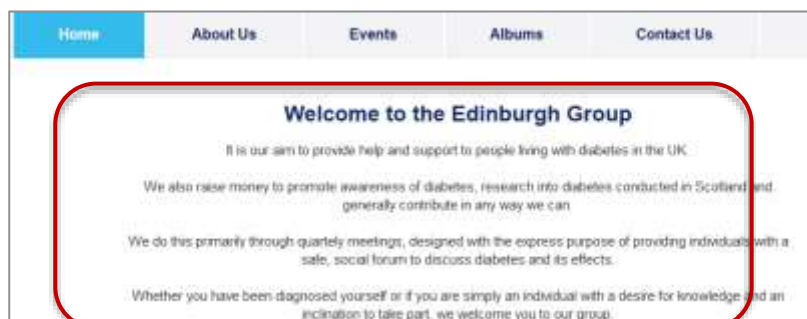 Home About Us Events Albums Contact Us
Welcome to the Edinburgh Group
It is our aim to provide help and support to people living with diabetes in the UK
We also raise money to promote awareness of diabetes, research into diabetes conducted in Scotland and
generally contribute in any way we can
We do this primarily through quartely meetings, designed with the express purpose of providing individuals with a
safe, social forum to discuss diabetes and its effects.
Whether you have been diagnosed yourself or if you are simply an individual with a desire for knowledge and an
inclination to take part, we welcome you to our group.